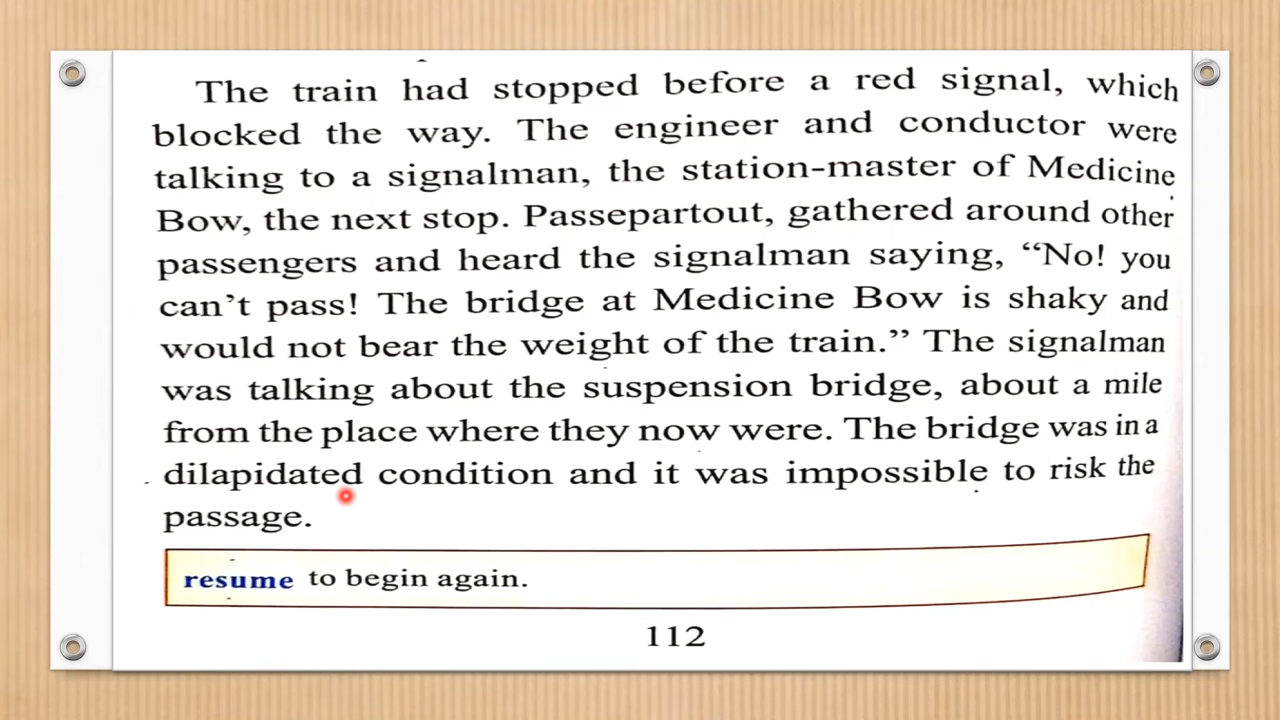 The train had stopped before a red signal, which
blocked the way. The engineer and conductor were
talking to a signalman, the station-master of Medicine
Bow, the next stop. Passepartout, gathered around other
passengers and heard the signalman saying, “No! you
can’t pass! The bridge at Medicine Bow is shaky and
would not bear the weight of the train.” The signalman
was talking about the suspension bridge, about a mile
from the place where they now were. The bridge was in a
dilapidated condition and it was impossible to risk the
passage.
resume to begin again.
112